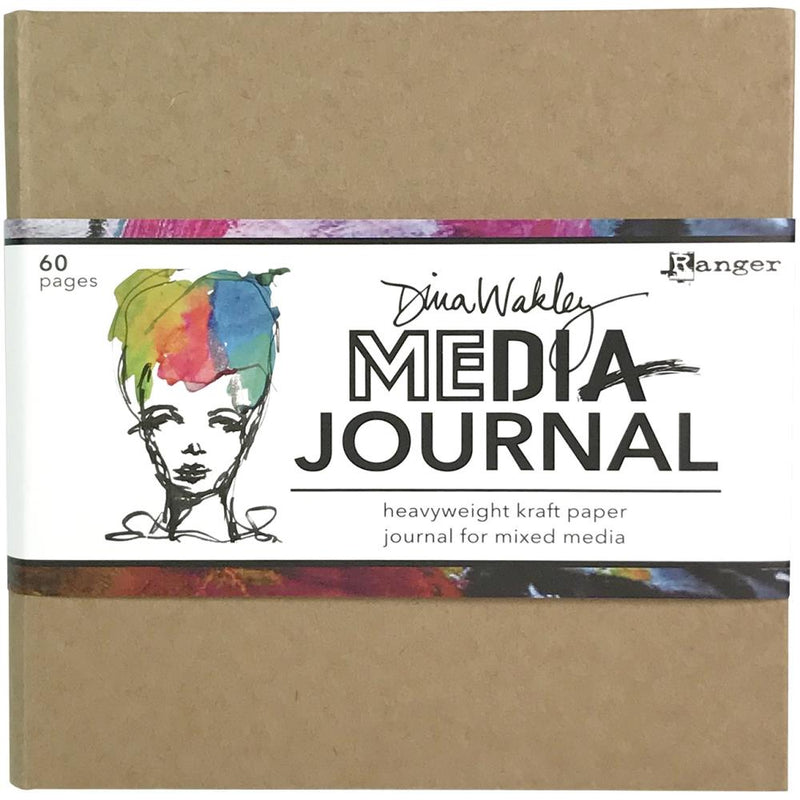 60
pages
Dina Wakley
Ranger
MEDIA
JOURNAL
heavyweight kraft paper
journal for mixed media